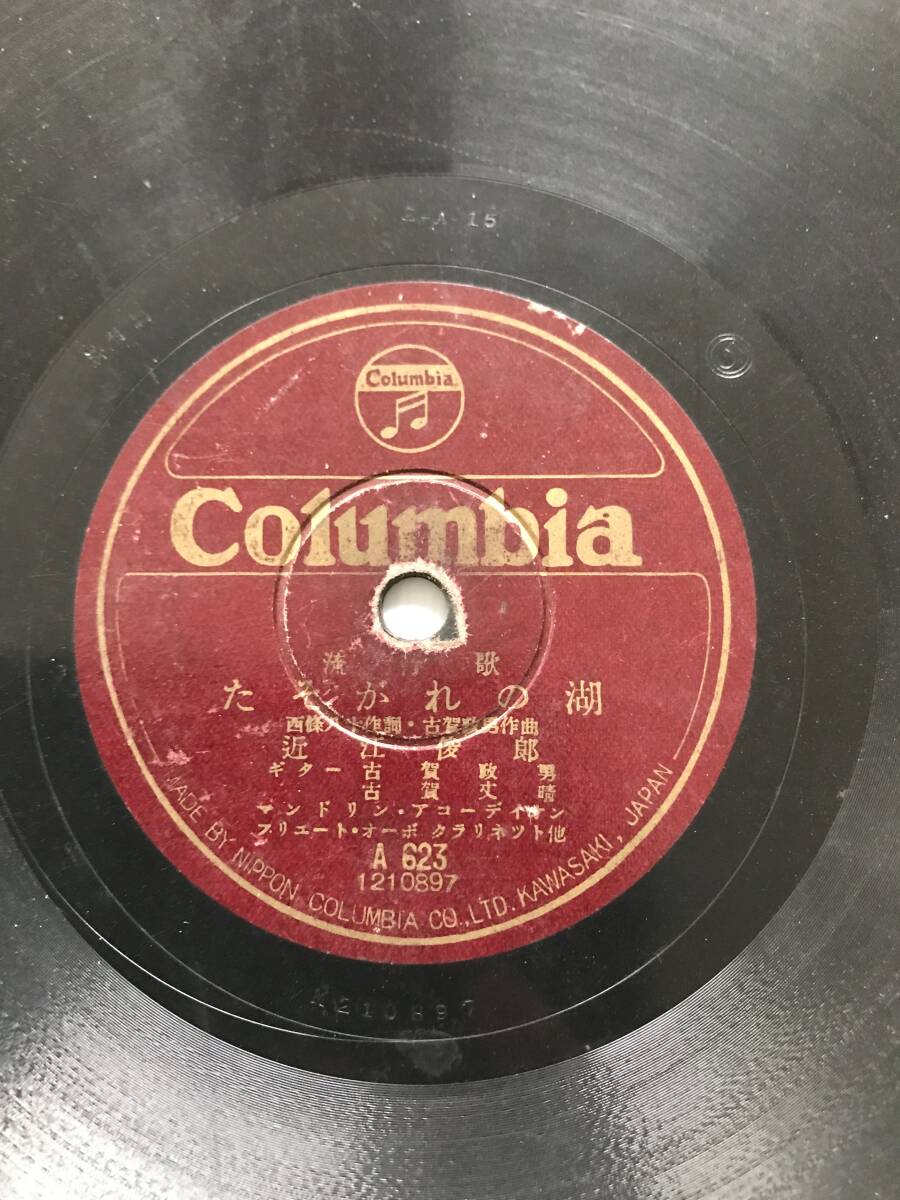 2-A 15
6
Columbia
Columbia
流行歌
たそがれの湖
西條八十作詞・古賀政男作曲
近江俊郎
ギター古賀政男
古賀丈晴
マンドリン・アコーディオン
フリエート・オーボ クラリネツト他
A 623
1210897
MADE BY NIPPON COLUMBIA CO., LTD. KAWASAKI, JAPAN
1210897